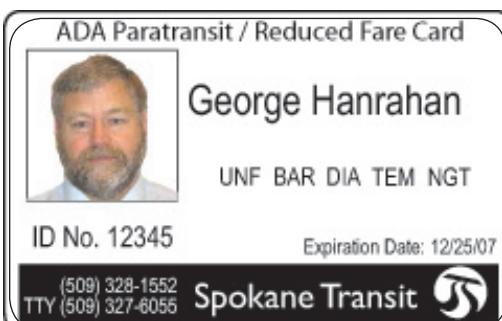 ADA Paratransit / Reduced Fare Card
George Hanrahan
UNF BAR DIA TEM NGT
ID No. 12345
Expiration Date: 12/25/07
(509) 328-1552
TTY (509) 327-6055
Spokane Transit